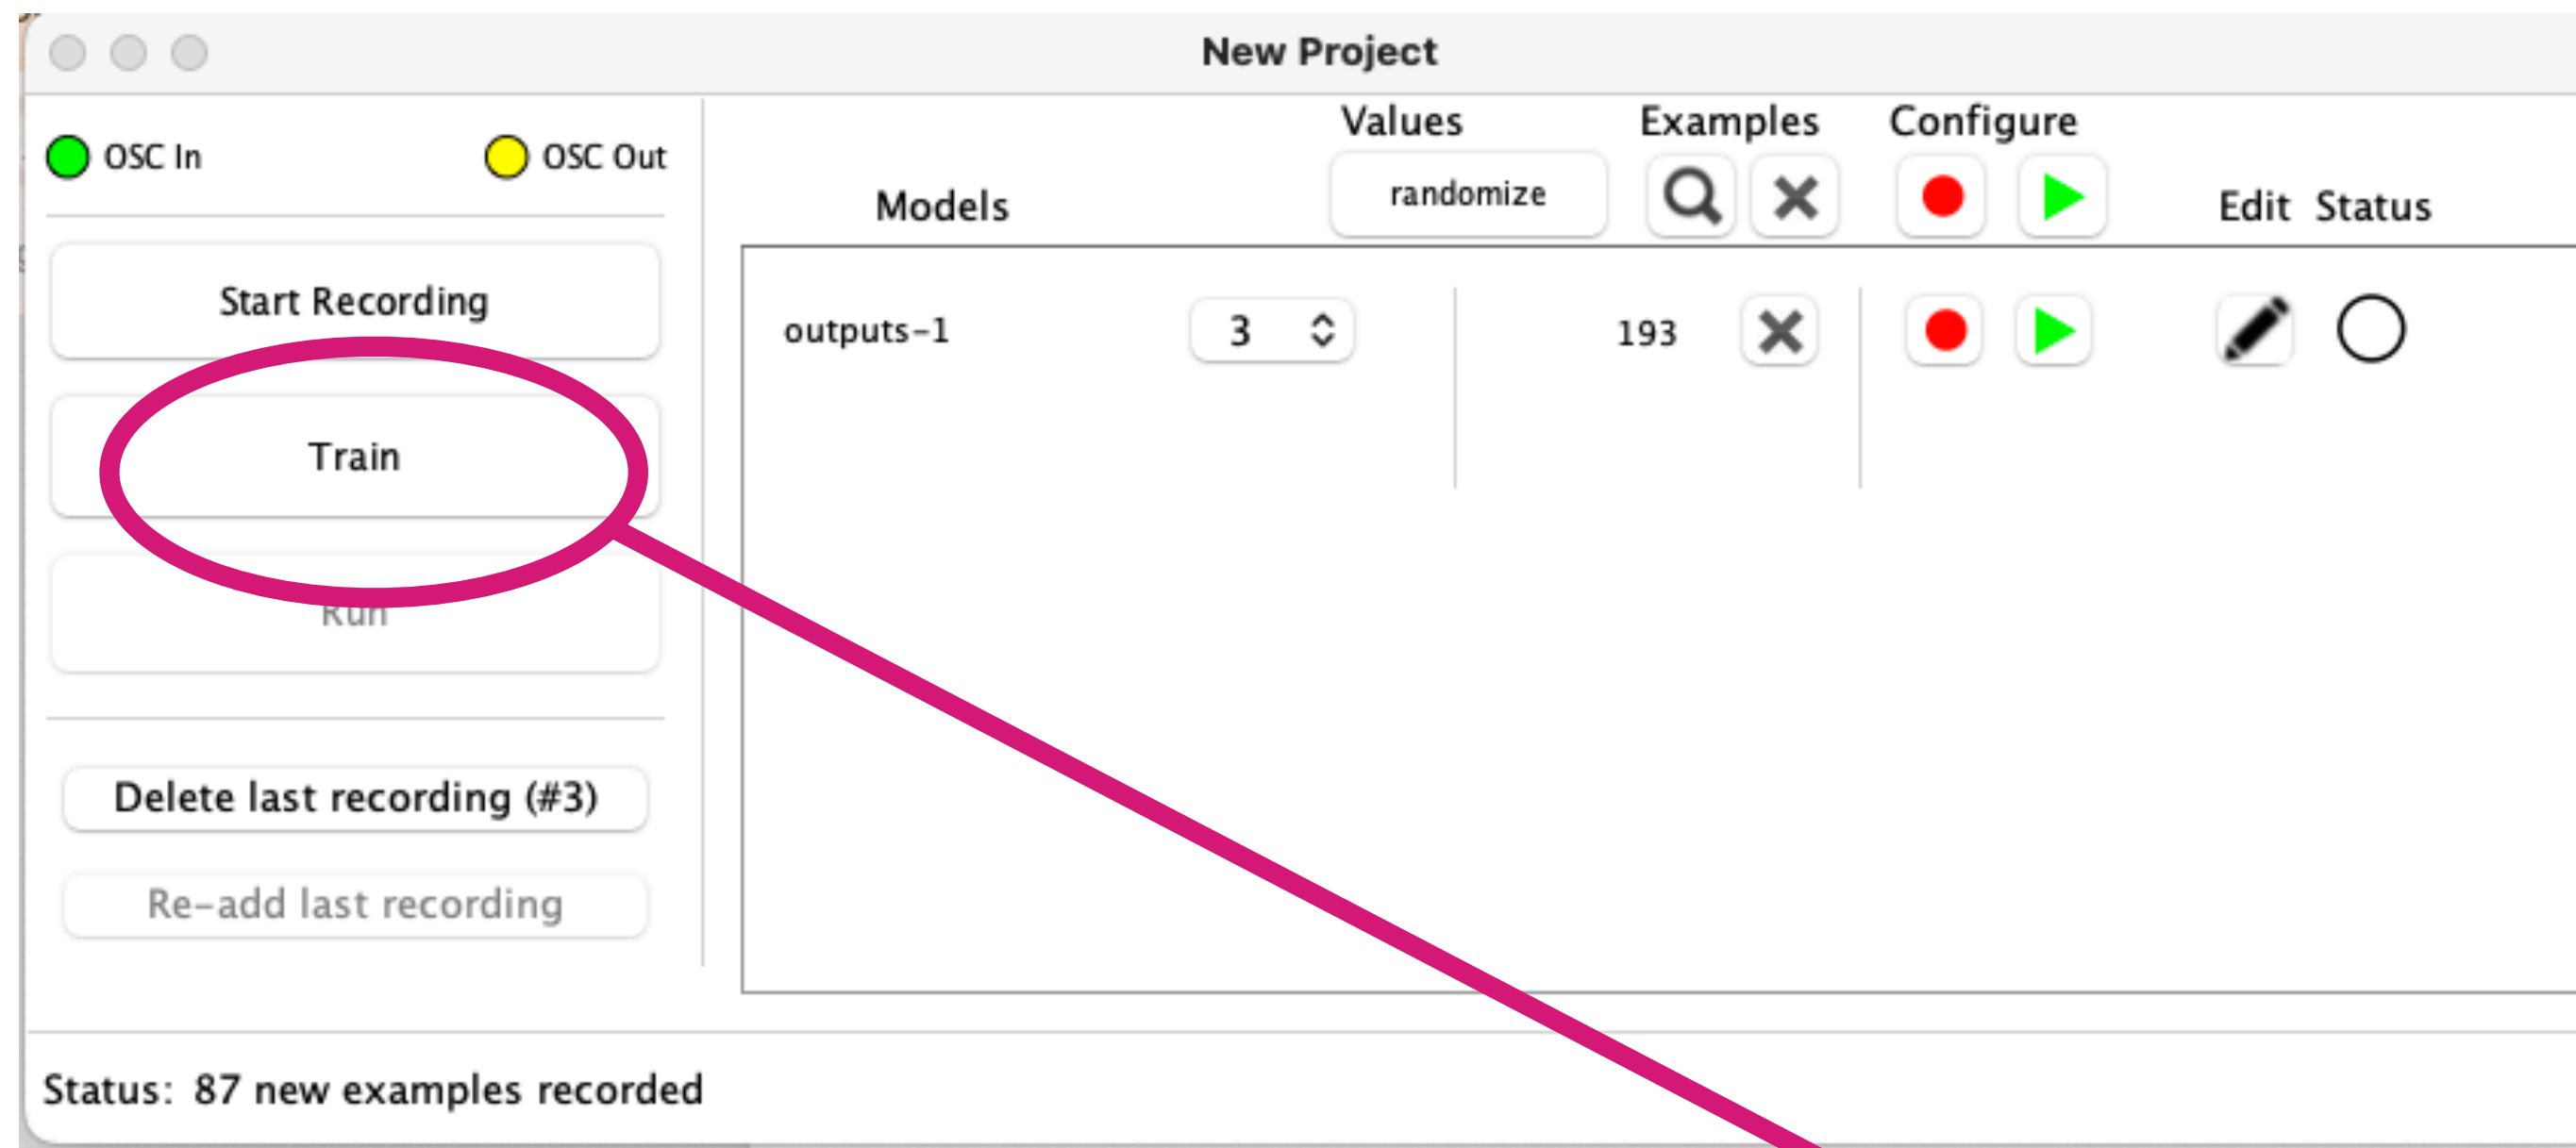 New Project
OSC In
OSC Out
Values
Examples
Configure
Models
randomize
Edit
Status
Start Recording
outputs-1
3
193
Train
Run
Delete last recording (#3)
Re-add last recording
Status: 87 new examples recorded